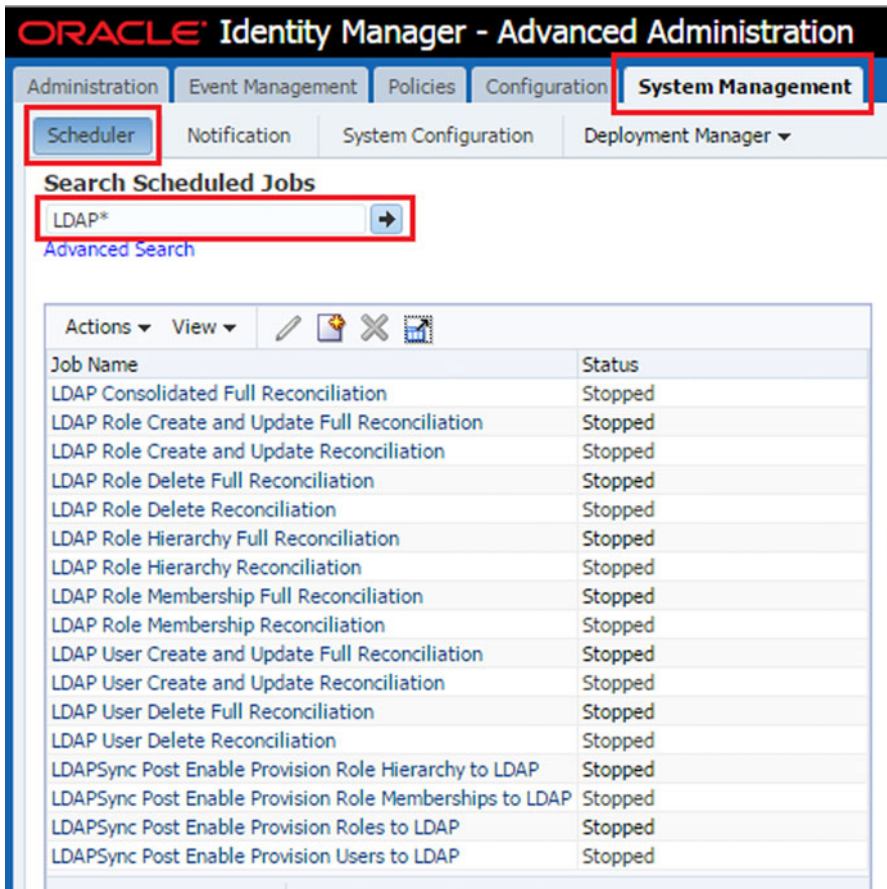 ORACLE Identity Manager - Advanced Administration
Administration Event Management Policies Configuration System Management
Scheduler Notification System Configuration Deployment Manager
Search Scheduled Jobs
LDAP*
Advanced Search
Actions View
Job Name Status
LDAP Consolidated Full Reconciliation Stopped
LDAP Role Create and Update Full Reconciliation Stopped
LDAP Role Create and Update Reconciliation Stopped
LDAP Role Delete Full Reconciliation Stopped
LDAP Role Delete Reconciliation Stopped
LDAP Role Hierarchy Full Reconciliation Stopped
LDAP Role Hierarchy Reconciliation Stopped
LDAP Role Membership Full Reconciliation Stopped
LDAP Role Membership Reconciliation Stopped
LDAP User Create and Update Full Reconciliation Stopped
LDAP User Create and Update Reconciliation Stopped
LDAP User Delete Full Reconciliation Stopped
LDAP User Delete Reconciliation Stopped
LDAPSync Post Enable Provision Role Hierarchy to LDAP Stopped
LDAPSync Post Enable Provision Role Memberships to LDAP Stopped
LDAPSync Post Enable Provision Roles to LDAP Stopped
LDAPSync Post Enable Provision Users to LDAP Stopped